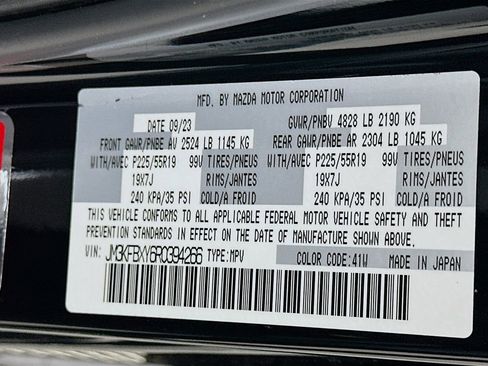 MFD. BY MAZDA MOTOR CORPORATION
DATE 09/23 GVWR/PNBV 4828 LB 2190 KG
FRONT GAWR/PNBE AV 2524 LB 1145 KG REAR GAWR/PNBE AR 2304 LB 1045 KG
WITH/AVEC P225/55R19 99V TIRES/PNEUS WITH/AVEC P225/55R19 99V TIRES/PNEUS
19X7J RIMS/JANTES 19X7J RIMS/JANTES
240 KPA/35 PSI COLD/A FROID 240 KPA/35 PSI COLD/A FROID
THIS VEHICLE CONFORMS TO ALL APPLICABLE FEDERAL MOTOR VEHICLE SAFETY AND THEFT
PREVENTION STANDARDS IN EFFECT ON THE DATE OF MANUFACTURE SHOWN ABOVE.
VIN: JM3KFBXY6R0394266 TYPE:MPV COLOR CODE:41W MADE IN JAPAN